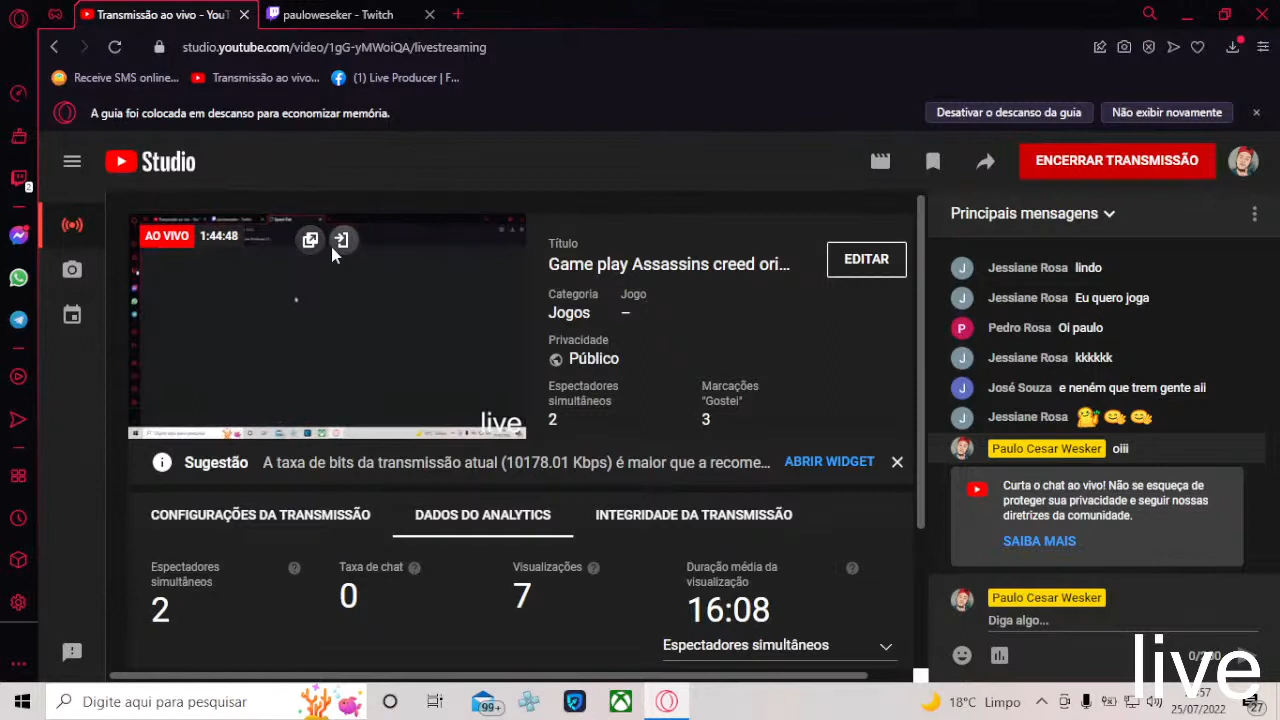 Transmissão ao vivo - YouT
pauloweseker - Twitch
studio.youtube.com/video/1gG-yMWoiQA/livestreaming
Receive SMS online...
Transmissão ao vivo...
(1) Live Producer | F...
A guia foi colocada em descanso para economizar memória.
Desativar o descanso da guia
Não exibir novamente
Studio
ENCERRAR TRANSMISSÃO
2
AO VIVO
1:44:48
live
Título
Game play Assassins creed ori...
EDITAR
Categoria
Jogo
Jogos
–
Privacidade
Público
Espectadores
simultâneos
2
Marcações
"Gostei"
3
Sugestão
A taxa de bits da transmissão atual (10178.01 Kbps) é maior que a recome...
ABRIR WIDGET
CONFIGURAÇÕES DA TRANSMISSÃO
DADOS DO ANALYTICS
INTEGRIDADE DA TRANSMISSÃO
Espectadores
simultâneos
2
Taxa de chat
0
Visualizações
7
Duração média da
visualização
16:08
Espectadores simultâneos
Principais mensagens
J Jessiane Rosa lindo
J Jessiane Rosa Eu quero joga
P Pedro Rosa Oi paulo
J Jessiane Rosa kkkkkk
J José Souza e neném que trem gente ali
J Jessiane Rosa
Paulo Cesar Wesker oiii
Curta o chat ao vivo! Não se esqueça de
proteger sua privacidade e seguir nossas
diretrizes da comunidade.
SAIBA MAIS
Paulo Cesar Wesker
Diga algo...
live
Digite aqui para pesquisar
99+
18°C Limpo
25/07/2022
27